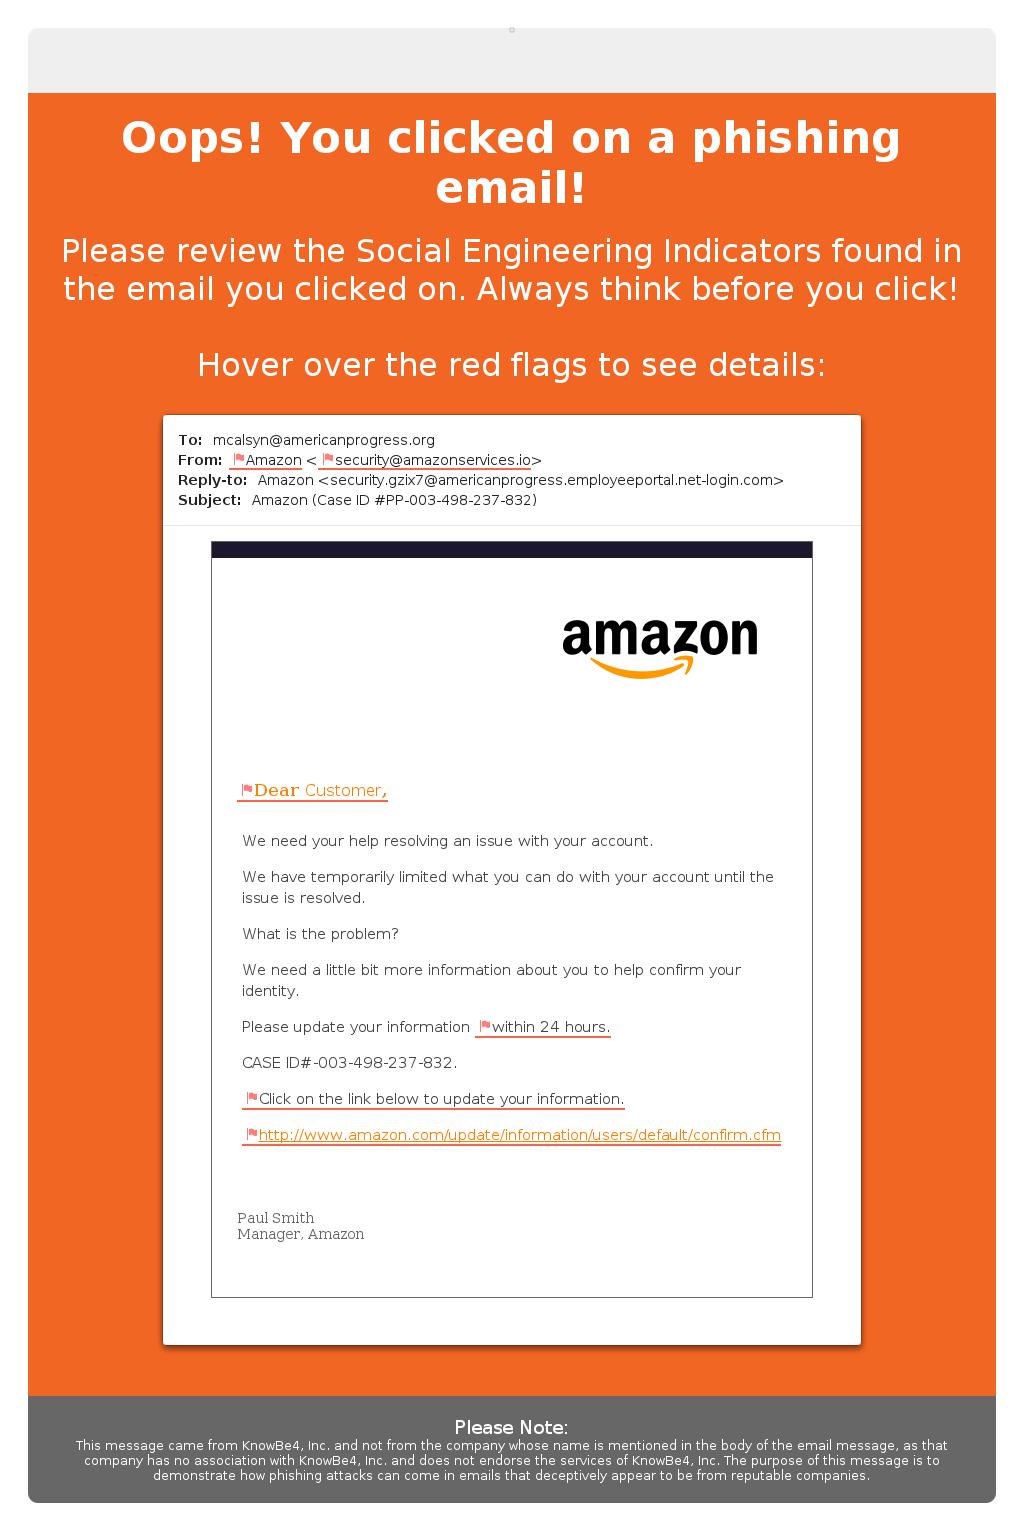 Oops! You clicked on a phishing
email!
Please review the Social Engineering Indicators found in
the email you clicked on. Always think before you click!
Hover over the red flags to see details:
To: mcalsyn@americanprogress.org
From: Amazon < security@amazonservices.io>
Reply-to: Amazon <security.gzix7@americanprogress.employeeportal.net-login.com>
Subject: Amazon (Case ID #PP-003-498-237-832)
amazon
Dear Customer,
We need your help resolving an issue with your account.
We have temporarily limited what you can do with your account until the
issue is resolved.
What is the problem?
We need a little bit more information about you to help confirm your
identity.
Please update your information within 24 hours.
CASE ID#-003-498-237-832.
Click on the link below to update your information.
http://www.amazon.com/update/information/users/default/confirm.cfm
Paul Smith
Manager, Amazon
Please Note:
This message came from KnowBe4, Inc. and not from the company whose name is mentioned in the body of the email message, as that
company has no association with KnowBe4, Inc. and does not endorse the services of KnowBe4, Inc. The purpose of this message is to
demonstrate how phishing attacks can come in emails that deceptively appear to be from reputable companies.